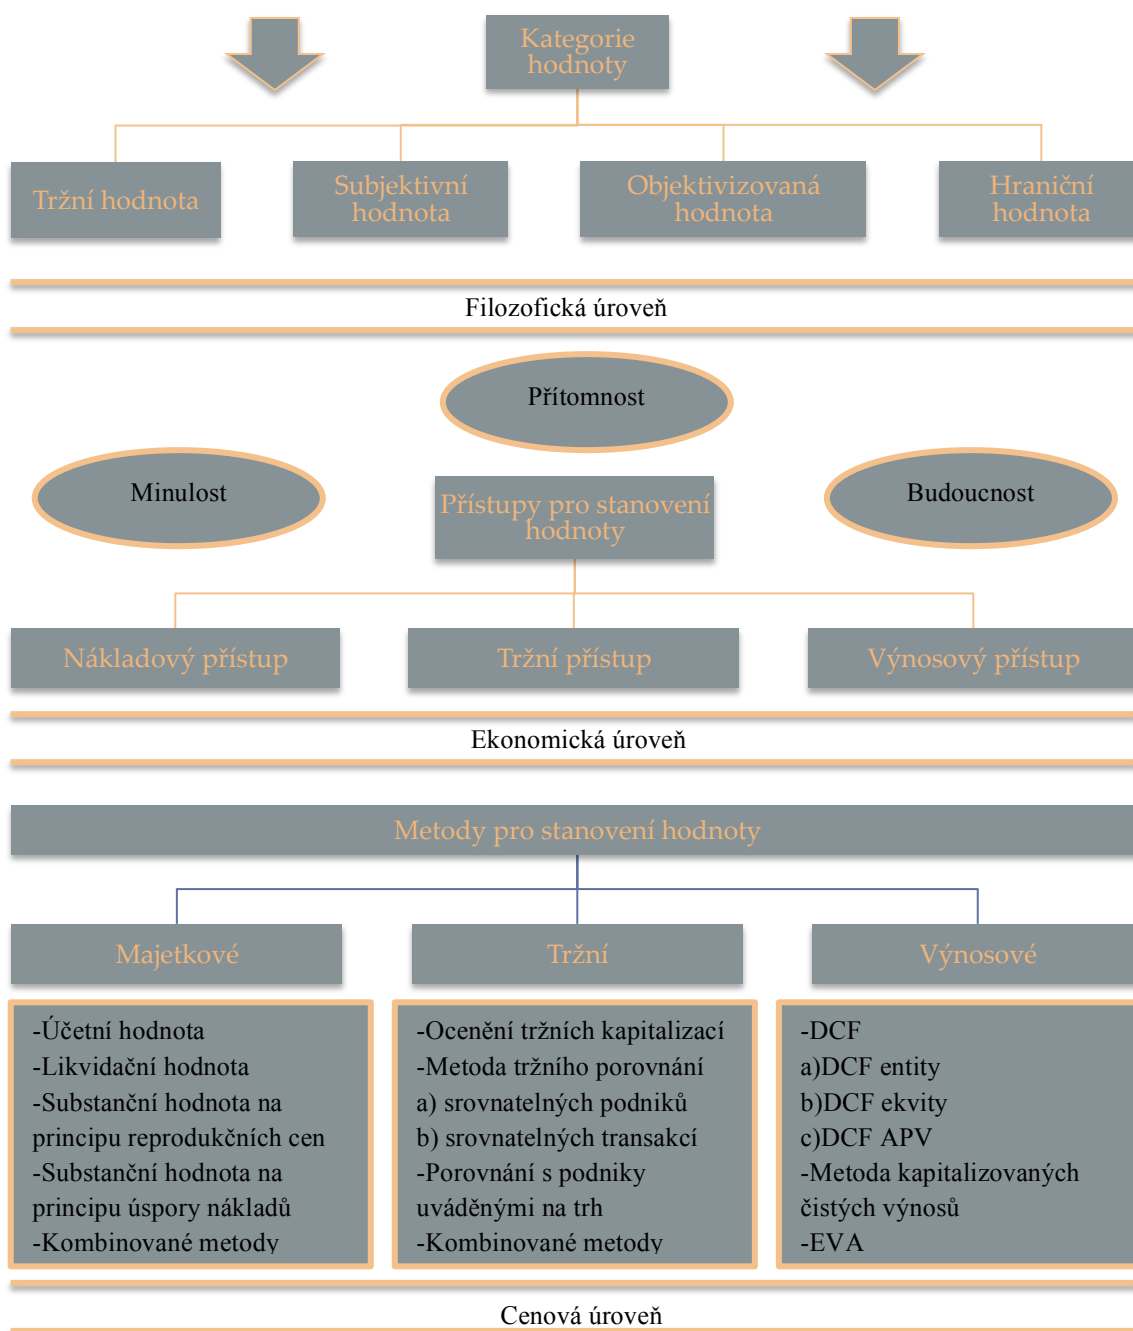 Kategorie
hodnoty
Tržní hodnota
Subjektivní
hodnota
Objektivizovaná
hodnota
Hraniční
hodnota
Filozofická úroveň
Přítomnost
Minulost
Budoucnost
Přístupy pro stanovení
hodnoty
Nákladový přístup
Tržní přístup
Výnosový přístup
Ekonomická úroveň
Metody pro stanovení hodnoty
Majetkové
Tržní
Výnosové
-Účetní hodnota
-Likvidační hodnota
-Substanční hodnota na
principu reprodukčních cen
-Substanční hodnota na
principu úspory nákladů
-Kombinované metody
-Ocenění tržních kapitalizací
-Metoda tržního porovnání
a) srovnatelných podniků
b) srovnatelných transakcí
-Porovnání s podniky
uváděnými na trh
-Kombinované metody
-DCF
a)DCF entity
b)DCF ekvity
c)DCF APV
-Metoda kapitalizovaných
čistých výnosů
-EVA
Cenová úroveň